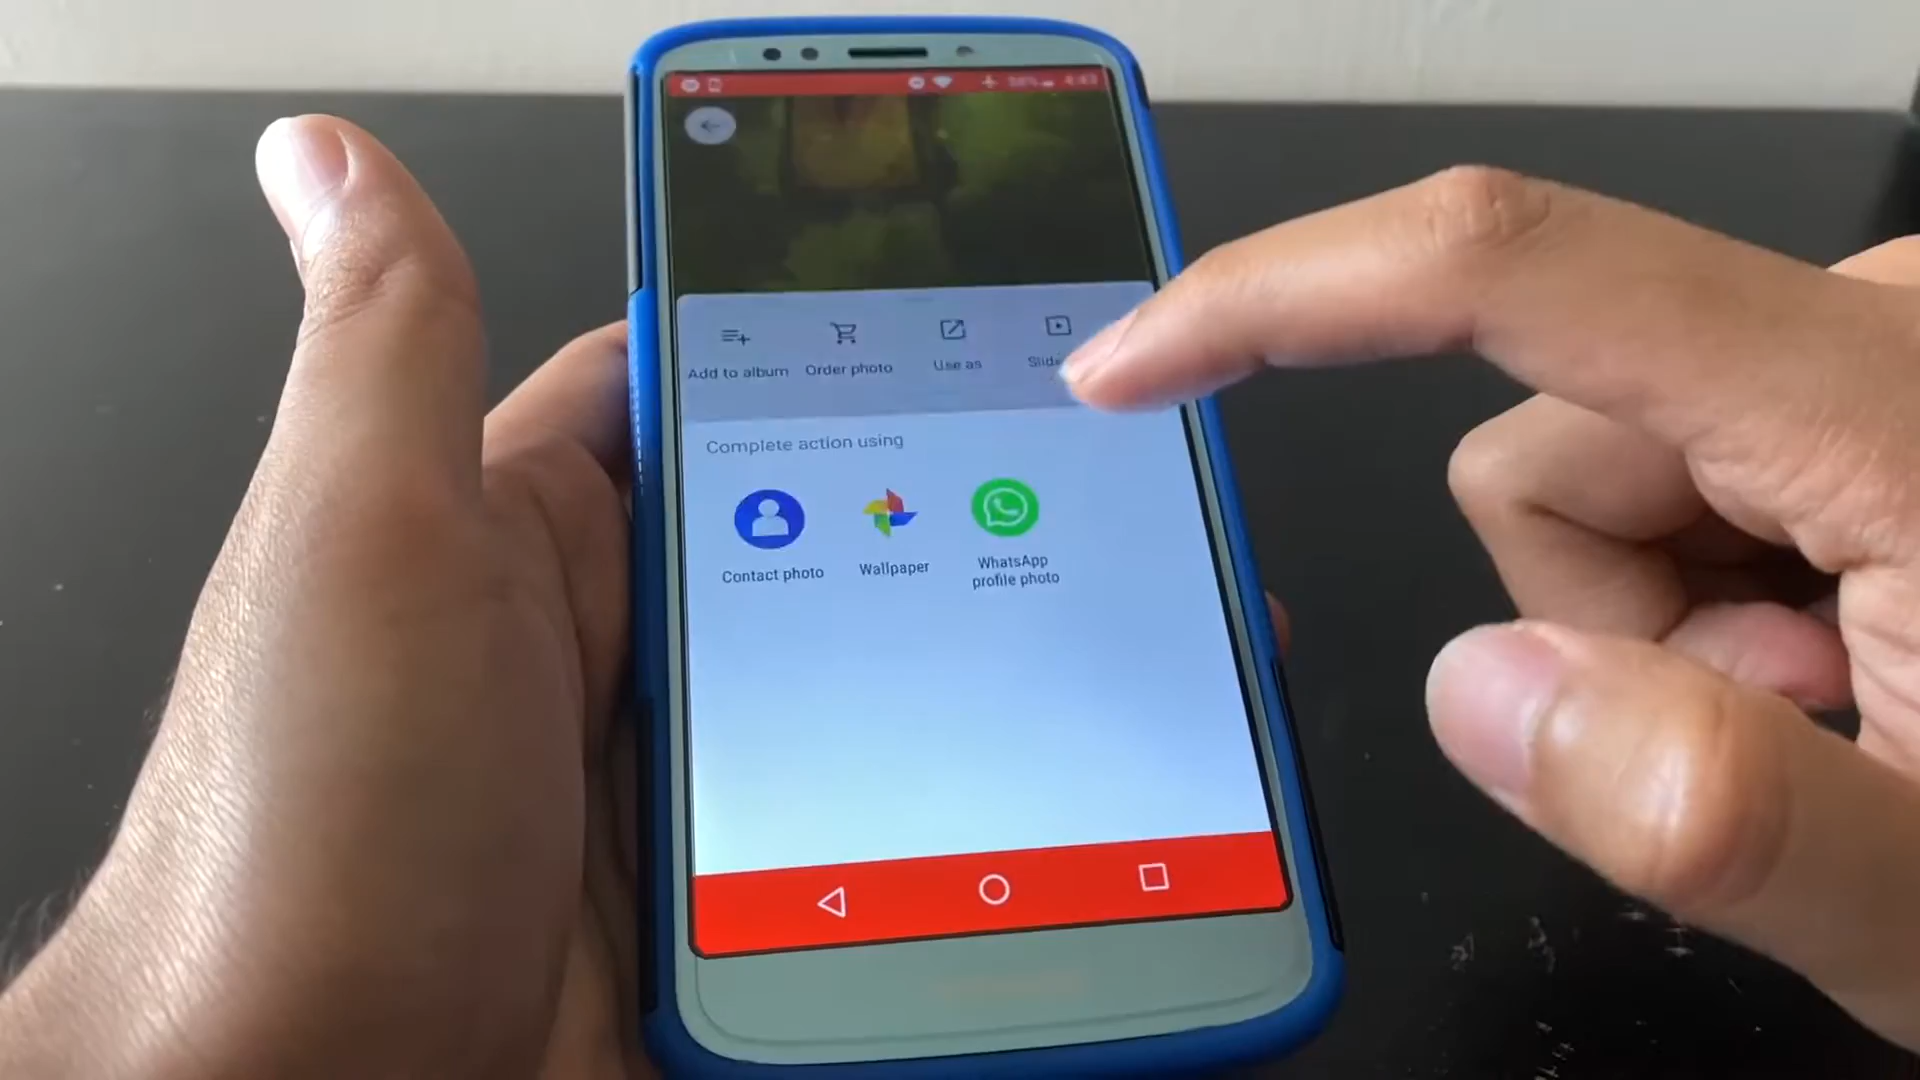 Add to album
Order photo
Use as
Complete action using
Contact photo
Wallpaper
WhatsApp
profile photo